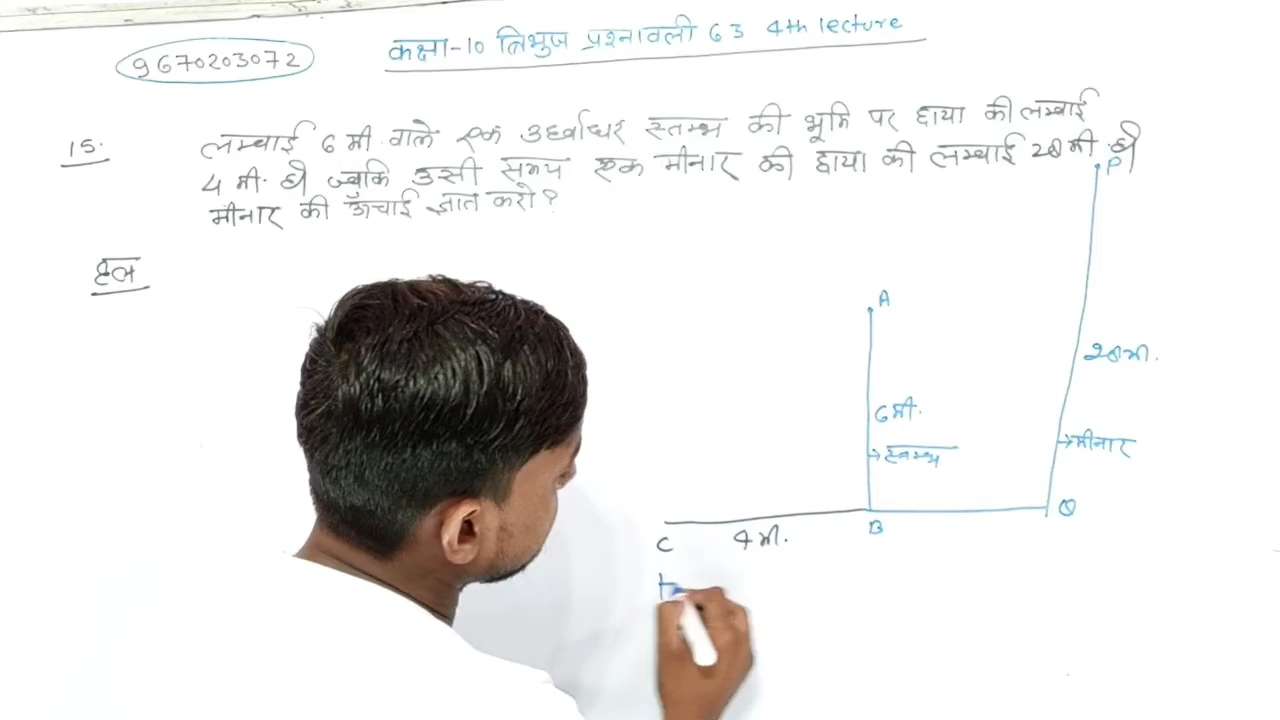 कक्षा-10 त्रिभुज प्रश्नावली 6 3 4th lecture
9670203072
15. लम्बाई 6 मी. वाले एक उर्ध्वाधर स्तम्भ की भूमि पर छाया की लम्बाई
4 मी. है जबकि उसी समय एक मीनार की छाया की लम्बाई 28 मी. है
मीनार की ऊँचाई ज्ञात करो?
हल
P
A
28मी.
6मी.
→मीनार
→स्तम्भ
Q
B
C
4मी.